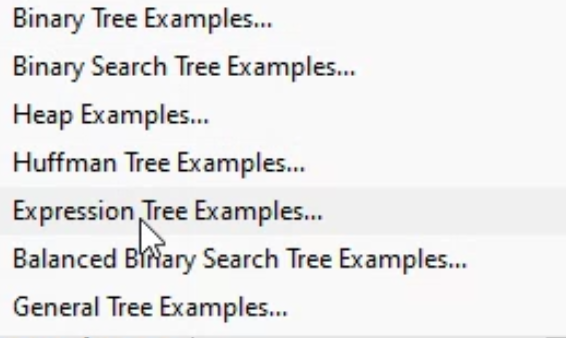 Binary Tree Examples...
Binary Search Tree Examples...
Heap Examples...
Huffman Tree Examples...
Expression Tree Examples...
Balanced Binary Search Tree Examples...
General Tree Examples...